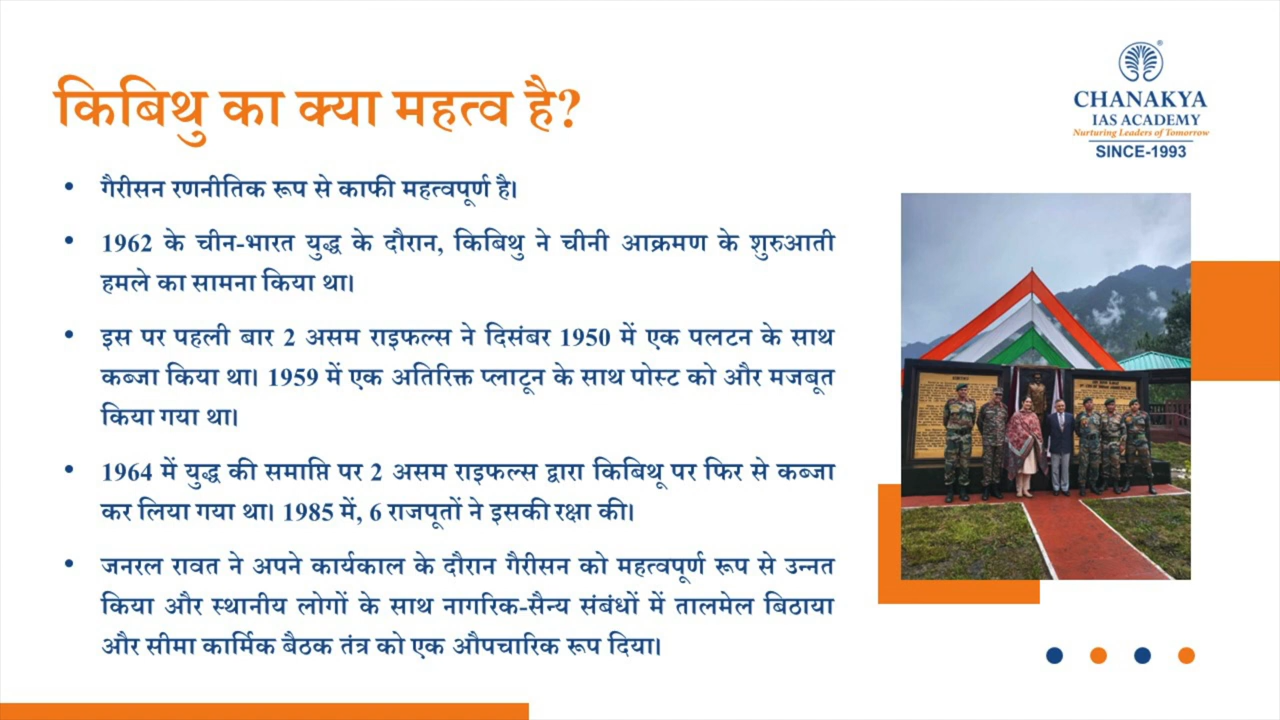 किबिथु का क्या महत्व है?
CHANAKYA
IAS ACADEMY
Nurturing Leaders of Tomorrow
SINCE-1993
• गैरीसन रणनीतिक रूप से काफी महत्वपूर्ण है।
• 1962 के चीन-भारत युद्ध के दौरान, किबिथु ने चीनी आक्रमण के शुरुआती
हमले का सामना किया था।
• इस पर पहली बार 2 असम राइफल्स ने दिसंबर 1950 में एक पलटन के साथ
कब्जा किया था। 1959 में एक अतिरिक्त प्लाटून के साथ पोस्ट को और मजबूत
किया गया था।
• 1964 में युद्ध की समाप्ति पर 2 असम राइफल्स द्वारा किबिथू पर फिर से कब्जा
कर लिया गया था। 1985 में, 6 राजपूतों ने इसकी रक्षा की।
• जनरल रावत ने अपने कार्यकाल के दौरान गैरीसन को महत्वपूर्ण रूप से उन्नत
किया और स्थानीय लोगों के साथ नागरिक-सैन्य संबंधों में तालमेल बिठाया
और सीमा कार्मिक बैठक तंत्र को एक औपचारिक रूप दिया।